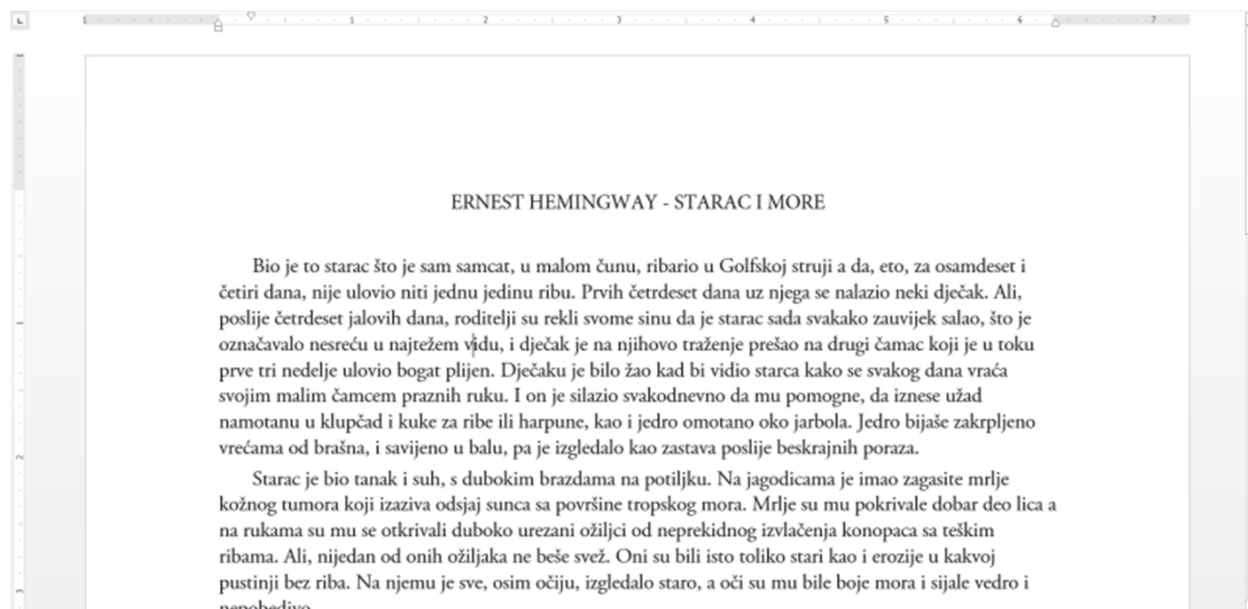 1 1 2 3 4 5 6 7
ERNEST HEMINGWAY - STARAC I MORE
Bio je to starac što je sam samcat, u malom čunu, ribario u Golfskoj struji a da, eto, za osamdeset i
četiri dana, nije ulovio niti jednu jedinu ribu. Prvih četrdeset dana uz njega se nalazio neki dječak. Ali,
poslije četrdeset jalovih dana, roditelji su rekli svome sinu da je starac sada svakako zauvijek salao, što je
označavalo nesreću u najtežem vidu, i dječak je na njihovo traženje prešao na drugi čamac koji je u toku
prve tri nedelje ulovio bogat plijen. Dječaku je bilo žao kad bi vidio starca kako se svakog dana vraća
svojim malim čamcem praznih ruku. I on je silazio svakodnevno da mu pomogne, da iznese užad
namotanu u klupčad i kuke za ribe ili harpune, kao i jedro omotano oko jarbola. Jedro bijaše zakrpljeno
vrećama od brašna, i savijeno u balu, pa je izgledalo kao zastava poslije beskrajnih poraza.
Starac je bio tanak i suh, s dubokim brazdama na potiljku. Na jagodicama je imao zagasite mrlje
kožnog tumora koji izaziva odsjaj sunca sa površine tropskog mora. Mrlje su mu pokrivale dobar deo lica a
na rukama su mu se otkrivali duboko urezani ožiljci od neprekidnog izvlačenja konopaca sa teškim
ribama. Ali, nijedan od onih ožiljaka ne beše svež. Oni su bili isto toliko stari kao i erozije u kakvoj
pustinji bez riba. Na njemu je sve, osim očiju, izgledalo staro, a oči su mu bile boje mora i sijale vedro i
nepobedivo.